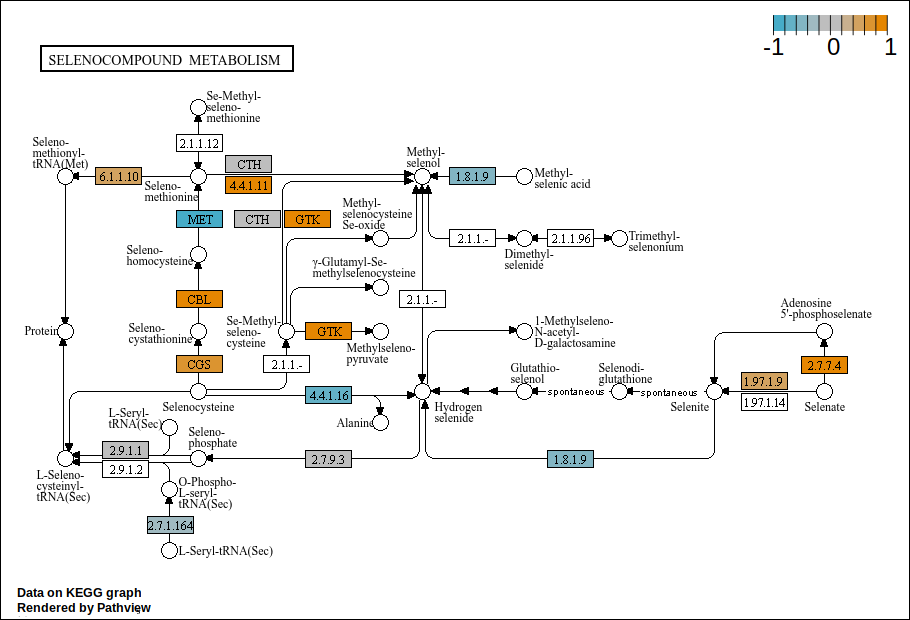 -1 0 1
SELENOCOMPOUND METABOLISM
Se-Methyl-
seleno-
methionine
2.1.1.12
Seleno-
methionyl-
tRNA(Met)
6.1.1.10
Seleno-
methionine
CTH
4.4.1.11
Methyl-
selenol
1.8.1.9
Methyl-
selenic acid
MET
CTH
GTK
Methyl-
selenocysteine
Se-oxide
2.1.1.-
Dimethyl-
selenide
2.1.1.96
Trimethyl-
selenonium
Seleno-
homocysteine
γ-Glutamyl-Se-
methylselenocysteine
CBL
2.1.1.-
Adenosine
5'-phosphoselenate
Protein
Seleno-
cystathionine
Se-Methyl-
seleno-
cysteine
GTK
Methylseleno-
pyruvate
1-Methylseleno-
N-acetyl-
D-galactosamine
CGS
2.1.1.-
Glutathio-
selenol
Selenodi-
glutathione
2.7.7.4
1.97.1.9
1.97.1.14
spontaneous
spontaneous
Selenocysteine
4.4.1.16
Alanine
Hydrogen
selenide
Selenite
Selenate
L-Seryl-
tRNA(Sec)
Seleno-
phosphate
2.9.1.1
2.9.1.2
2.7.9.3
1.8.1.9
L-Seleno-
cysteinyl-
tRNA(Sec)
O-Phospho-
L-seryl-
tRNA(Sec)
2.7.1.164
L-Seryl-tRNA(Sec)
Data on KEGG graph
Rendered by Pathview